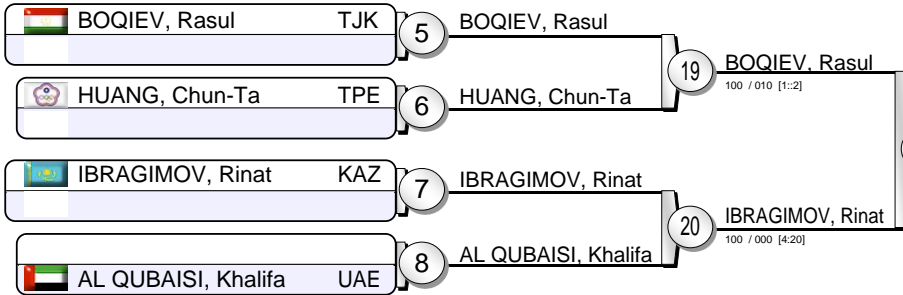 BOQIEV, Rasul TJK
5
BOQIEV, Rasul
19
BOQIEV, Rasul
100 / 010 [1::2]
HUANG, Chun-Ta TPE
6
HUANG, Chun-Ta
IBRAGIMOV, Rinat KAZ
7
IBRAGIMOV, Rinat
20
IBRAGIMOV, Rinat
100 / 000 [4:20]
AL QUBAISI, Khalifa UAE
8
AL QUBAISI, Khalifa